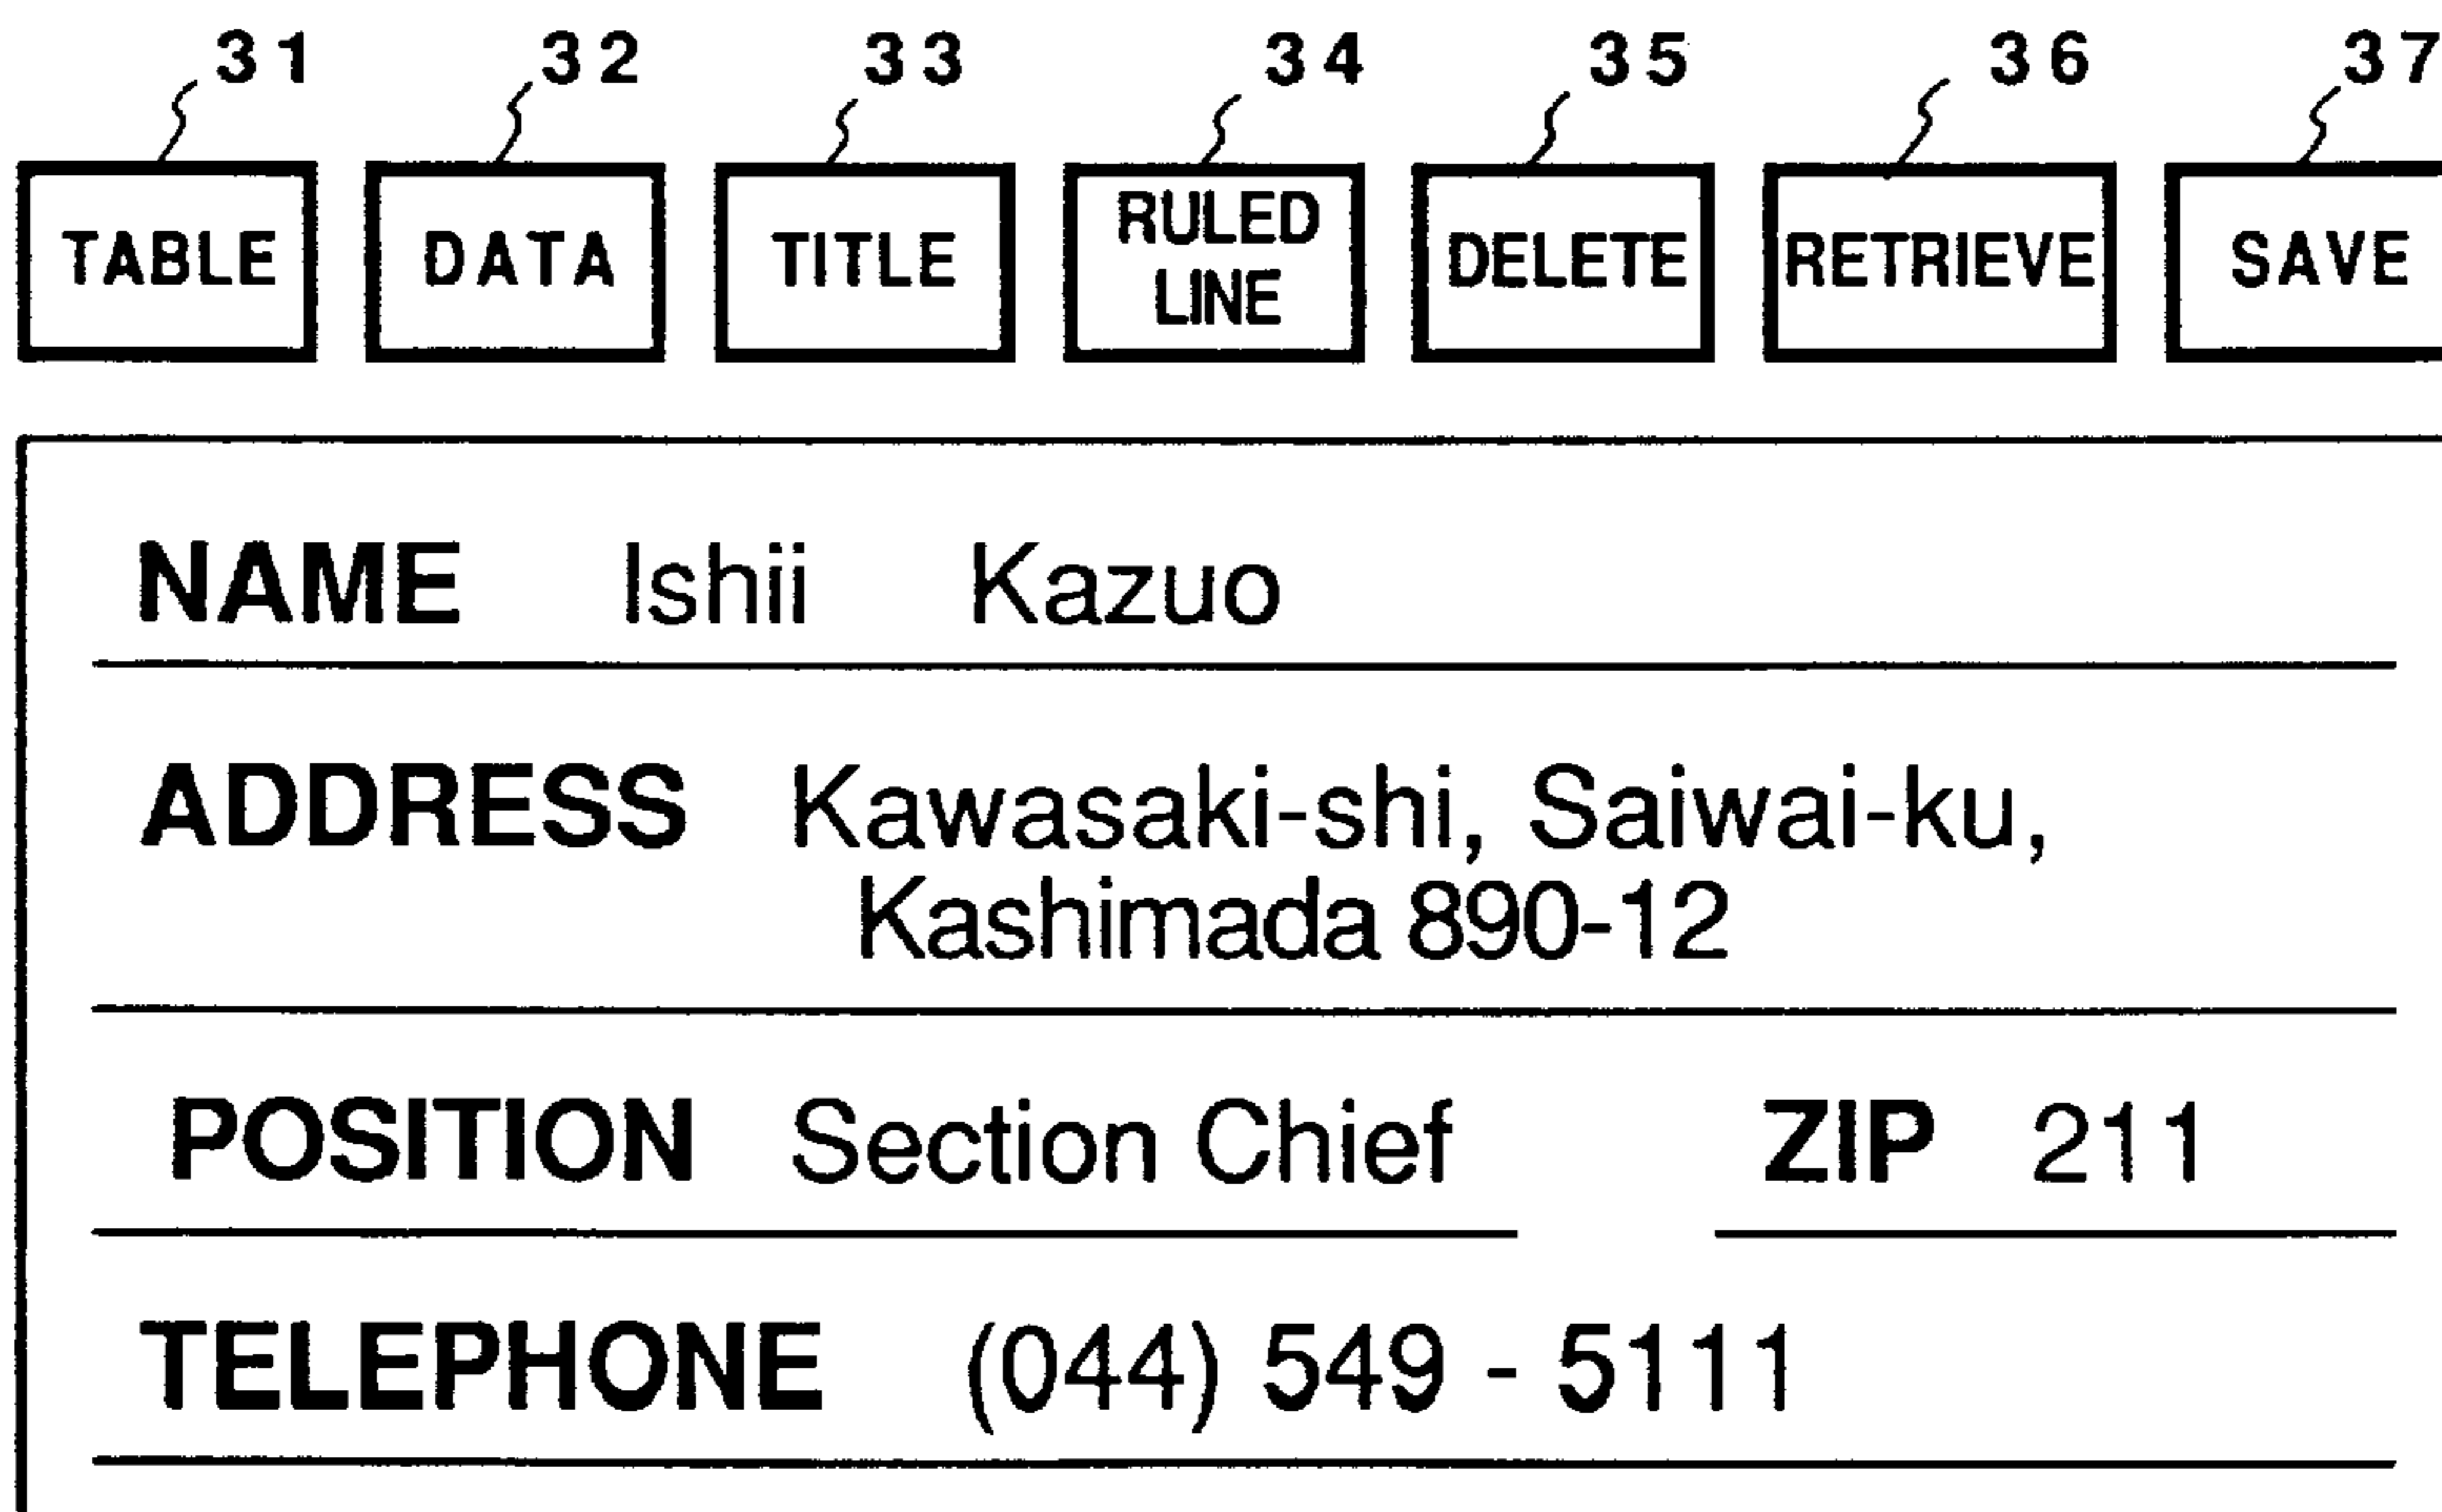 31 32 33 34 35 36 37
TABLE DATA TITLE RULED LINE DELETE RETRIEVE SAVE
NAME Ishii Kazuo
ADDRESS Kawasaki-shi, Saiwai-ku,
Kashimada 890-12
POSITION Section Chief ZIP 211
TELEPHONE (044) 549 - 5111